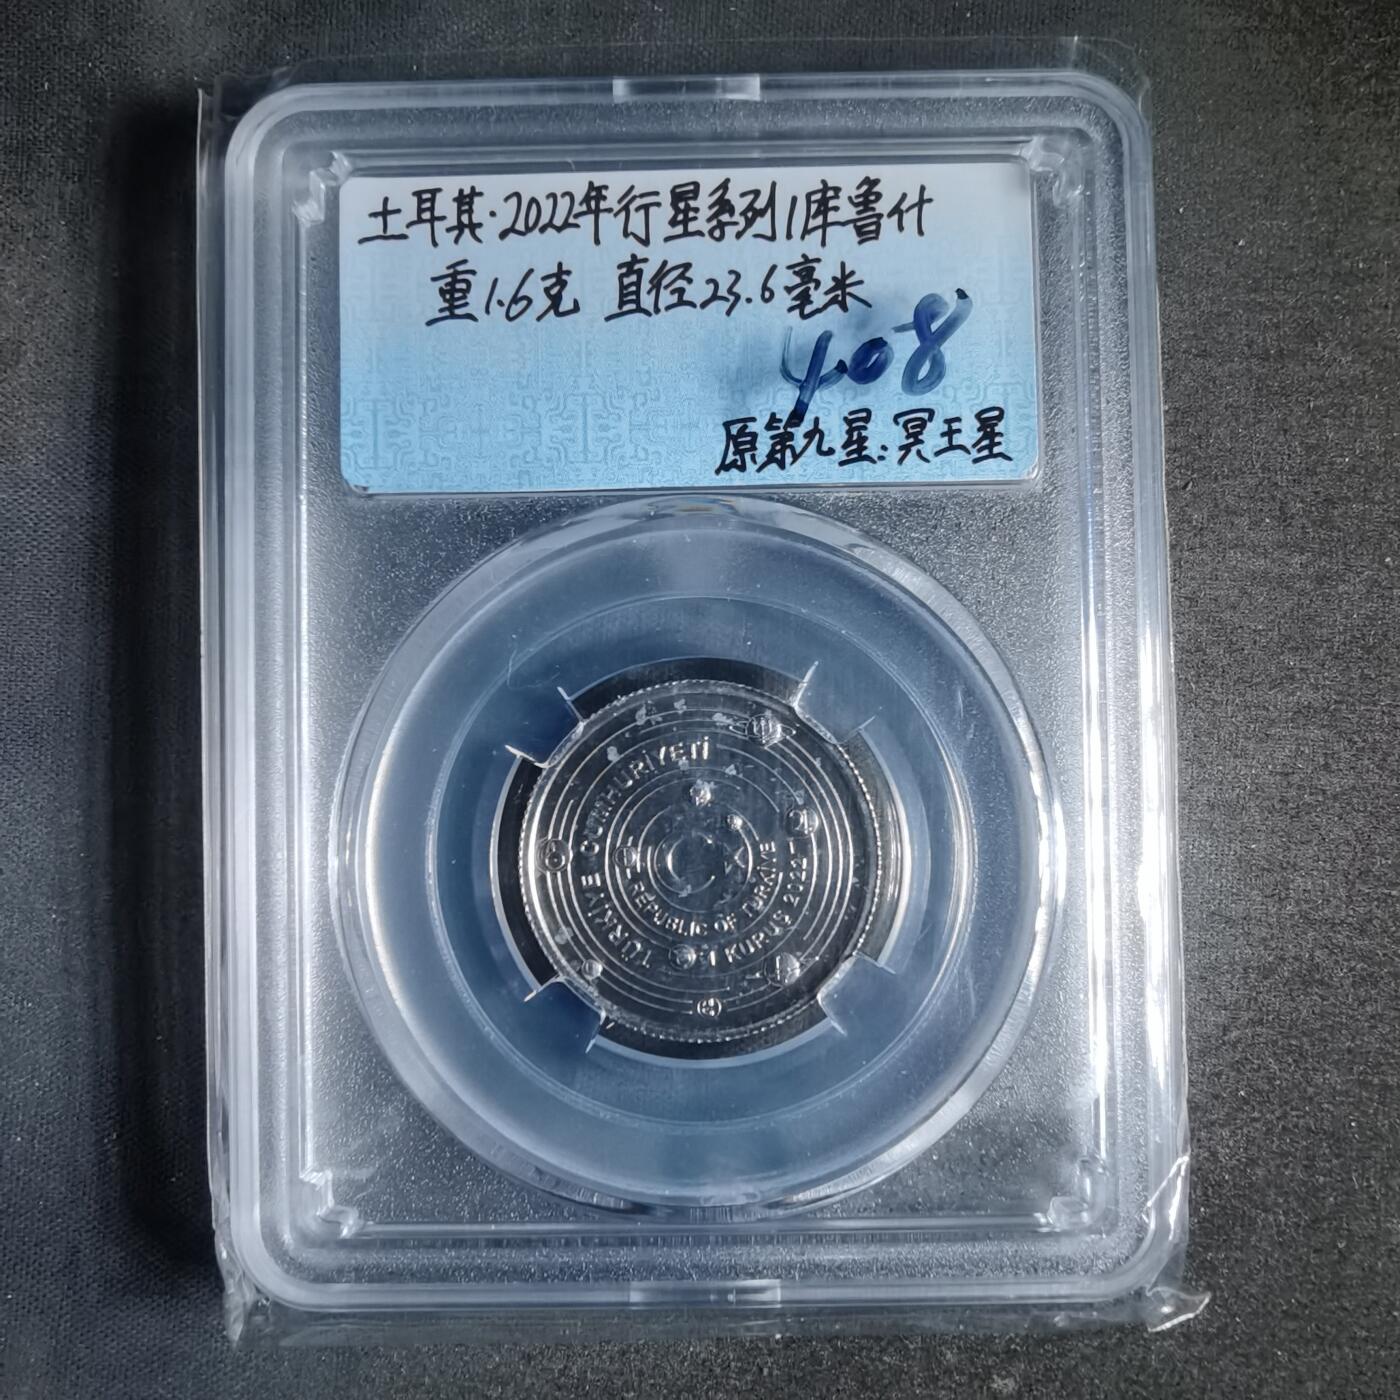 土耳其·2022年行星系列1库鲁什
重1.6克 直径23.6毫米
408
原第九星:冥王星
TÜRKİYE CUMHURİYETİ
REPUBLIC OF TÜRKİYE
1 KURUŞ 2022